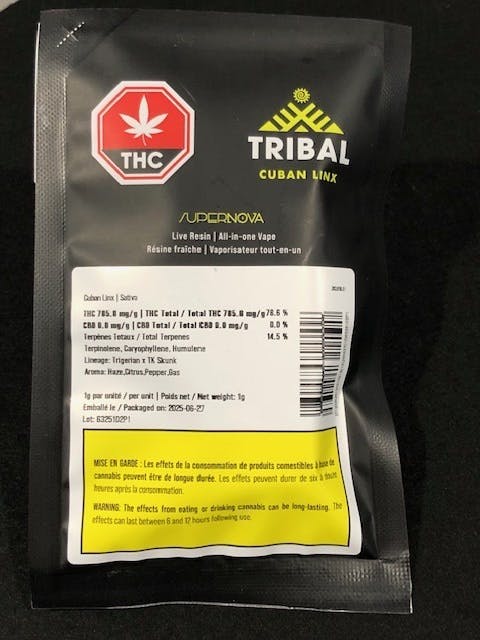 THC
TRIBAL
CUBAN LINX
SUPERNOVA
Live Resin | All-in-one Vape
Résine fraîche | Vaporisateur tout-en-un
Cuban Linx | Sativa
THC 785.8 mg/g | THC Total / Total THC 785.8 mg/g 78.6 %
CBD 0.0 mg/g | CBD Total / Total CBD 0.0 mg/g 0.0 %
Terpènes Totaux / Total Terpenes 14.5 %
Terpinolene, Caryophyllene, Humulene
Lineage: Trigerian x TK Skunk
Aroma: Haze,Citrus,Pepper,Gas
1g par unité / per unit | Poids net / Net weight: 1g
Emballé le / Packaged on: 2025-06-27
Lot: 6325102P1
MISE EN GARDE : Les effets de la consommation de produits comestibles à base de
cannabis peuvent être de longue durée. Les effets peuvent durer de six à douze
heures après la consommation.
WARNING: The effects from eating or drinking cannabis can be long-lasting. The
effects can last between 6 and 12 hours following use.